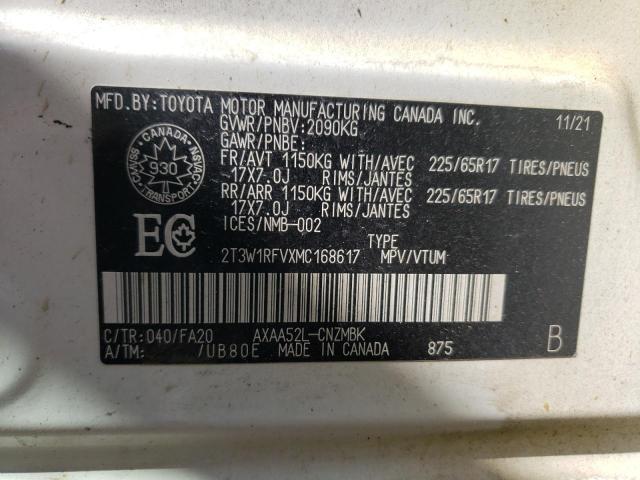 MFD.BY:TOYOTA MOTOR MANUFACTURING CANADA INC.
GVWR/PNBV:2090KG 11/21
GAWR/PNBE:
FR/AVT 1150KG WITH/AVEC 225/65R17 TIRES/PNEUS
17X7.0J RIMS/JANTES
RR/ARR 1150KG WITH/AVEC 225/65R17 TIRES/PNEUS
17X7.0J RIMS/JANTES
ICES/NMB-002
CANADA
930
TRANSPORT
EC
TYPE
2T3W1RFVXMC168617 MPV/VTUM
C/TR:040/FA20 AXAA52L-CNZMBK
A/TM: /UB80E MADE IN CANADA 875 B